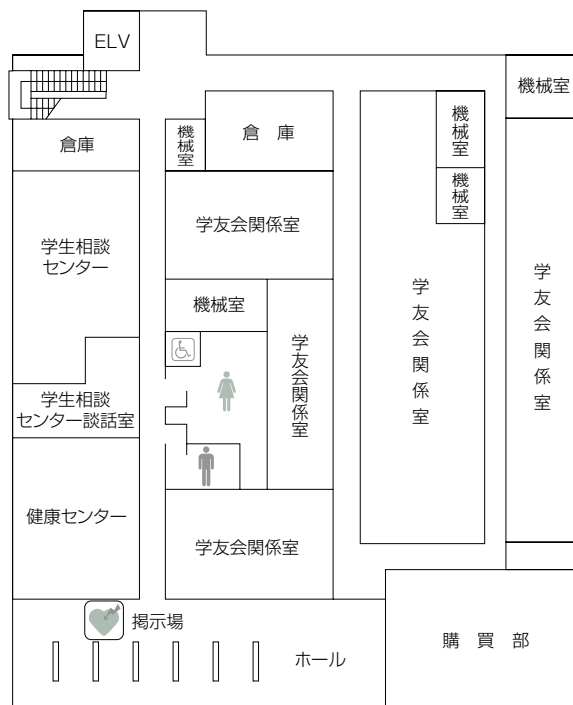 ELV
機械室
倉庫
機械室
倉 庫
機械室
機械室
学生相談
センター
学友会関係室
機械室
学友会関係室
学友会関係室
学友会関係室
学生相談
センター談話室
健康センター
学友会関係室
掲示場
ホール
購 買 部